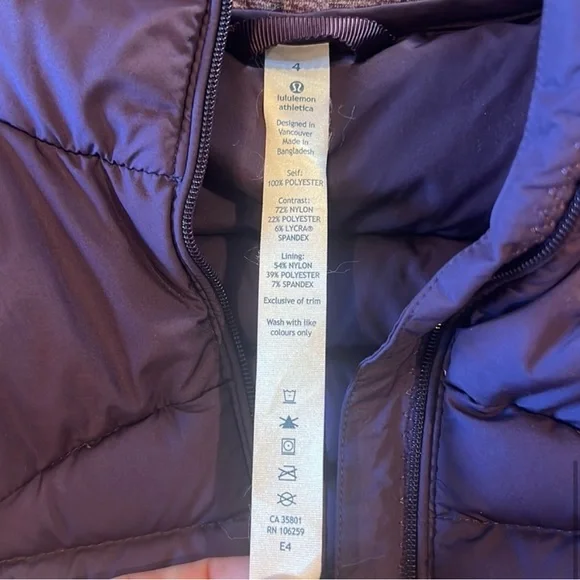 4
lululemon
athletica
Designed in
Vancouver
Made in
Bangladesh
Self:
100% POLYESTER
Contrast:
72% NYLON
22% POLYESTER
6% LYCRA®
SPANDEX
Lining:
54% NYLON
39% POLYESTER
7% SPANDEX
Exclusive of trim
Wash with like
colours only
CA 35801
RN 106259
E4